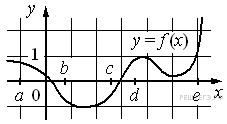 y
y = f(x)
1
a 0 b c d e x